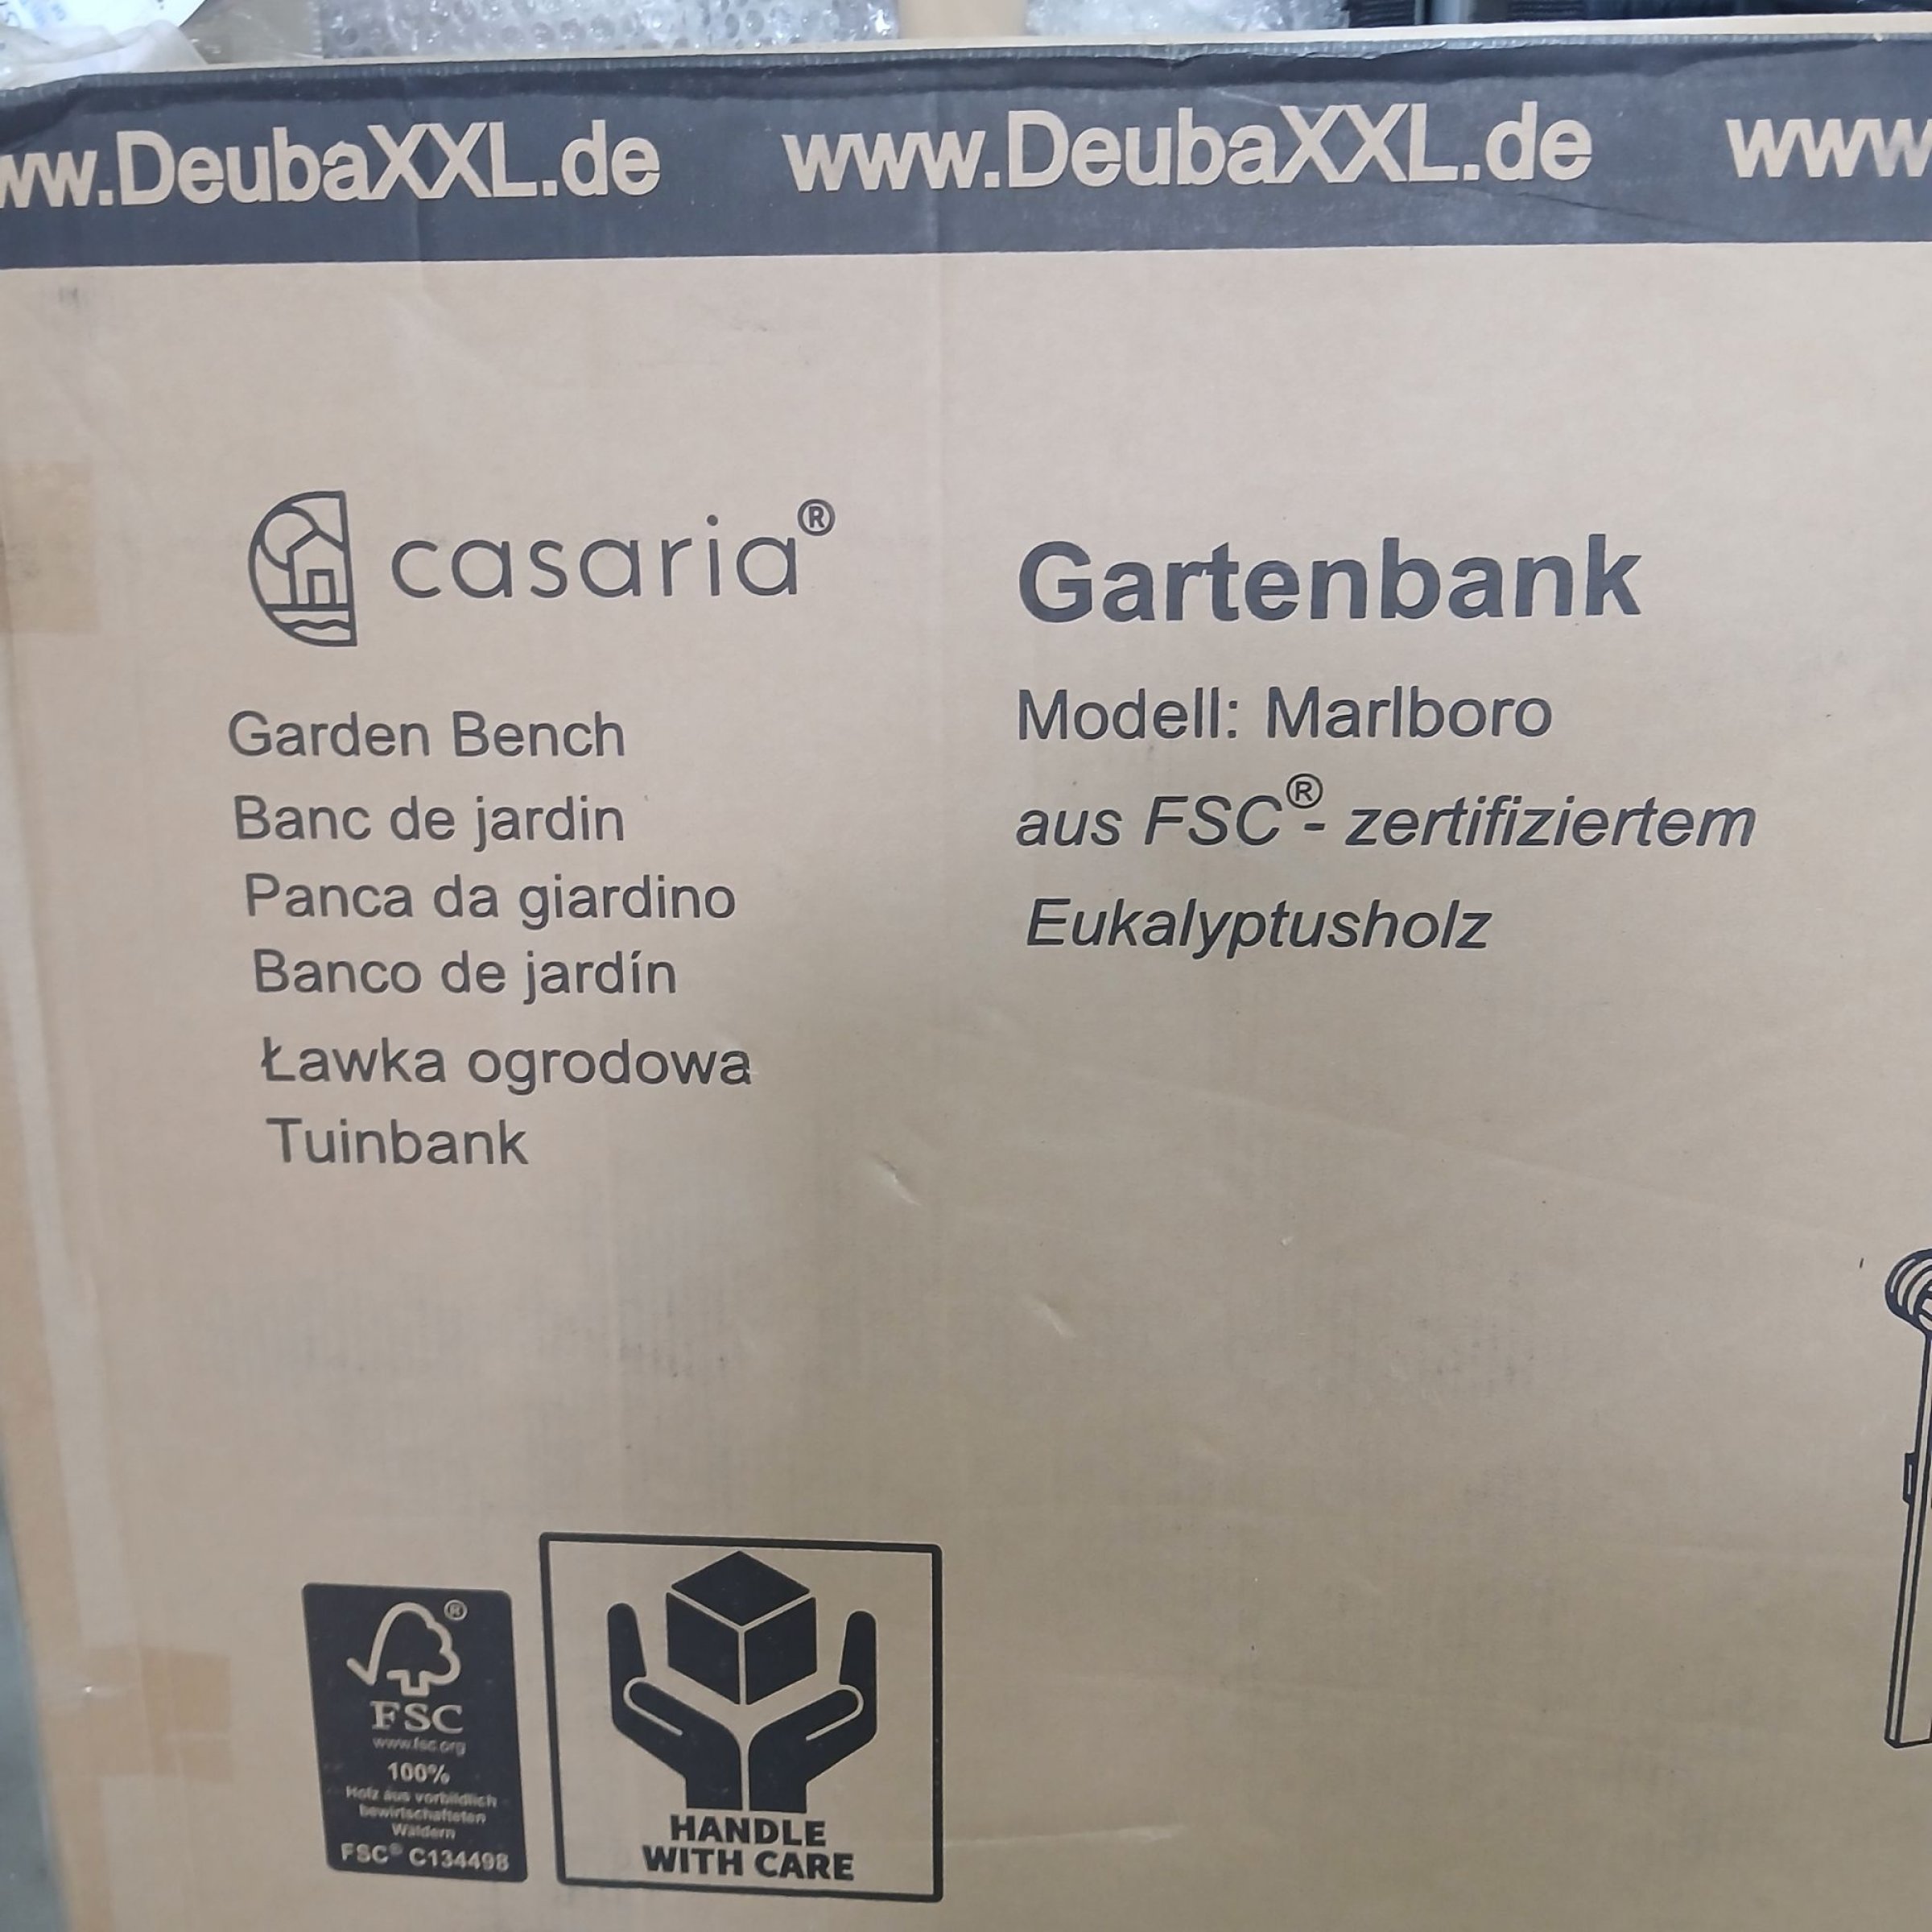 ww.DeubaXXL.de www.DeubaXXL.de www
casaria®
Garden Bench
Banc de jardin
Panca da giardino
Banco de jardín
Ławka ogrodowa
Tuinbank
Gartenbank
Modell: Marlboro
aus FSC®- zertifiziertem
Eukalyptusholz
®
FSC
www.fsc.org
100%
Holz aus vorbildlich
bewirtschafteten
Wäldern
FSC® C134498
HANDLE
WITH CARE